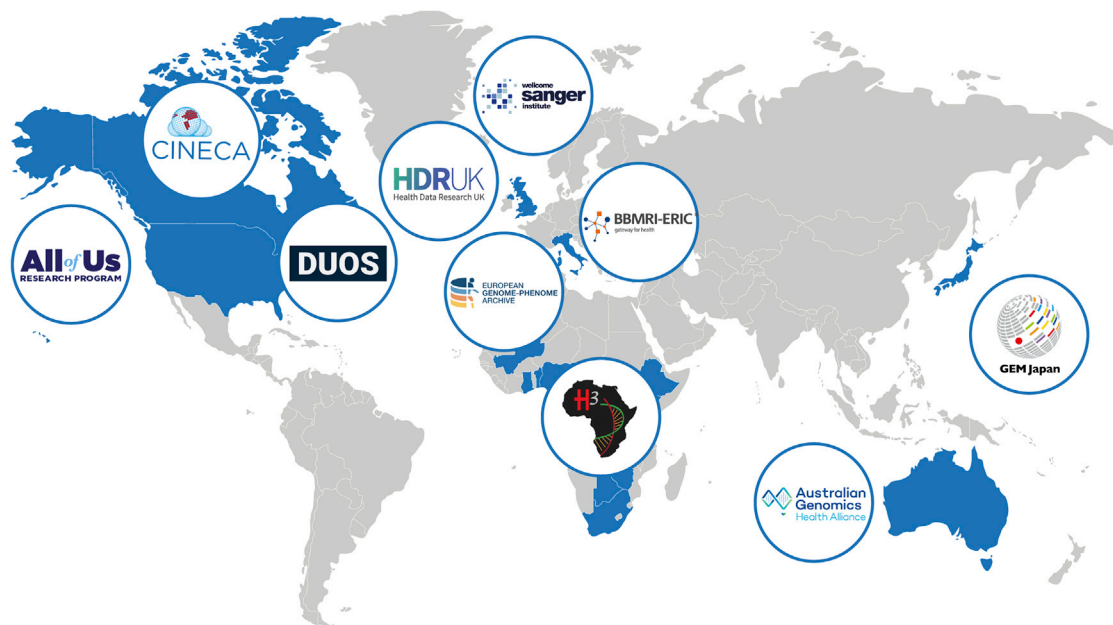 wellcome
sanger
institute
CINECA
HDRUK
Health Data Research UK
BBMRI-ERIC
gateway for health
All of Us
RESEARCH PROGRAM
DUOS
EUROPEAN
GENOME-PHENOME
ARCHIVE
GEM Japan
H3
Australian
Genomics
Health Alliance